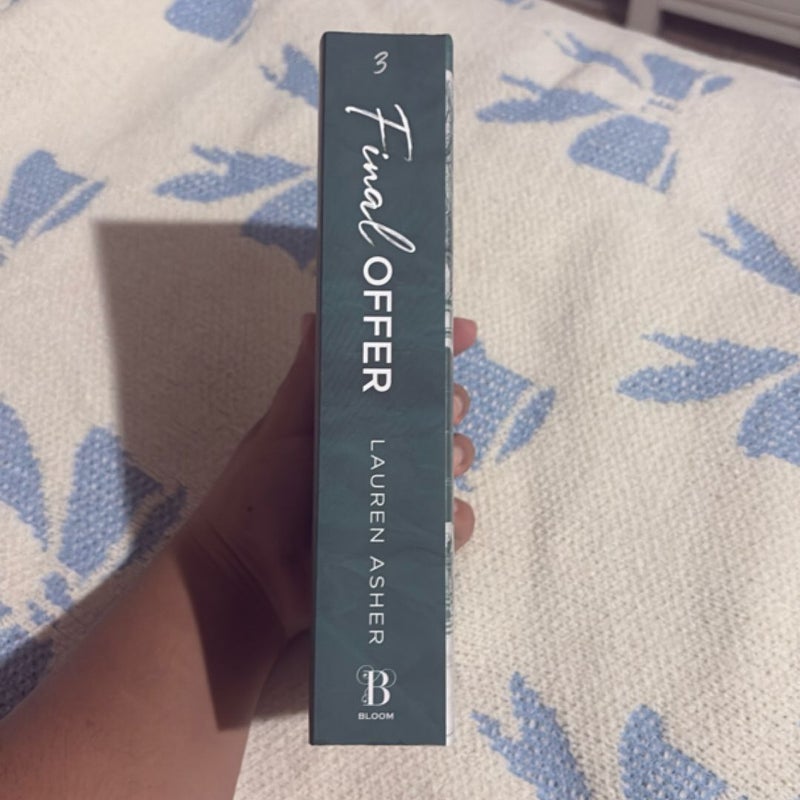 3
Final OFFER
LAUREN ASHER
B
BLOOM